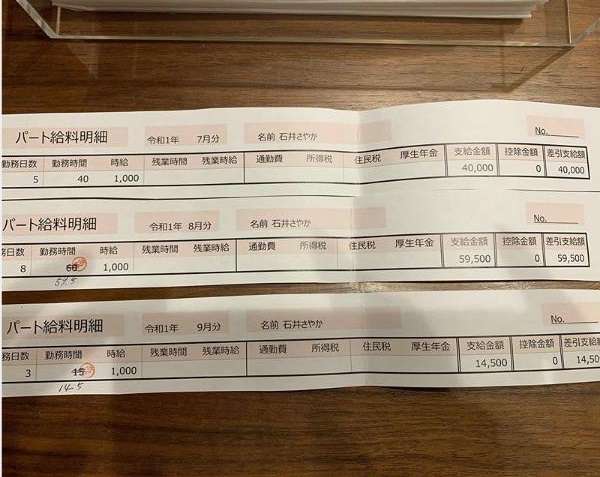 パート給料明細 令和1年 7月分 名前 石井さやか No.
勤務日数 勤務時間 時給 残業時間 残業時給 通勤費 所得税 住民税 厚生年金 支給金額 控除金額 差引支給額
5 40 1,000 40,000 0 40,000
パート給料明細 令和1年 8月分 名前 石井さやか No.
務日数 勤務時間 時給 残業時間 残業時給 通勤費 所得税 住民税 厚生年金 支給金額 控除金額 差引支給額
8 60 1,000 59,500 0 59,500
59.5
パート給料明細 令和1年 9月分 名前 石井さやか No.
務日数 勤務時間 時給 残業時間 残業時給 通勤費 所得税 住民税 厚生年金 支給金額 控除金額 差引支給
3 15 1,000 14,500 0 14,50
14.5